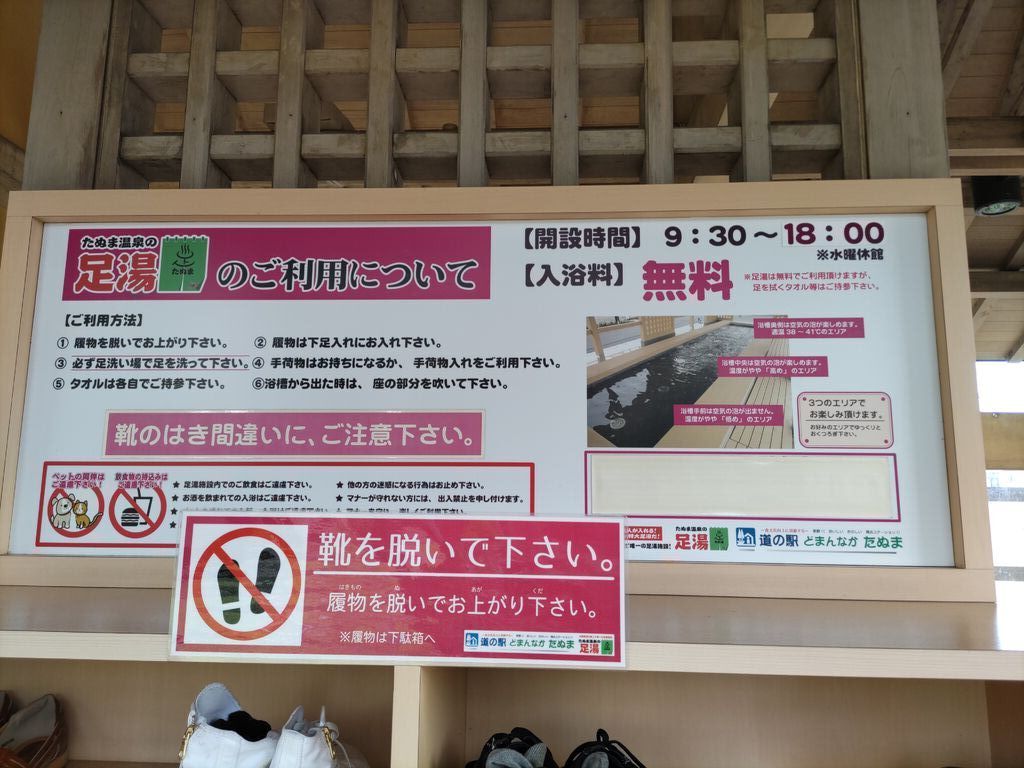 たぬま温泉の
足湯
たぬま
のご利用について
【開設時間】 9：30～18：00
※水曜休館
【入浴料】 無料
※足湯は無料でご利用頂けますが、
足を拭くタオル等はご持参下さい。
【ご利用方法】
① 履物を脱いでお上がり下さい。
② 履物は下足入れにお入れ下さい。
③ 必ず足洗い場で足を洗って下さい。
④ 手荷物はお持ちになるか、手荷物入れをご利用下さい。
⑤ タオルは各自でご持参下さい。
⑥浴槽から出た時は、座の部分を吹いて下さい。
浴槽奥側は空気の泡が楽しめます。
適温38～41℃のエリア
浴槽中央は空気の泡が楽しめます。
温度がやや「高め」のエリア
浴槽手前は空気の泡が出ません。
温度がやや「低め」のエリア
3つのエリアで
お楽しみ頂けます。
お好みのエリアでゆっくりと
おくつろぎ下さい。
靴のはき間違いに、ご注意下さい。
ペットの同伴は
ご遠慮下さい！
飲食物の持込みは
ご遠慮下さい！
★ 足湯施設内でのご飲食はご遠慮下さい。
★ 他の方の迷惑になる行為はお止め下さい。
★ お酒を飲まれての入浴はご遠慮下さい。
★ マナーが守れない方には、出入禁止を申し付けます。
たぬま温泉の
足湯
道の駅 どまんなか たぬま
靴を脱いで下さい。
はきもの ぬ あが くだ
履物を脱いでお上がり下さい。
※履物は下駄箱へ
道の駅 どまんなか たぬま
足湯